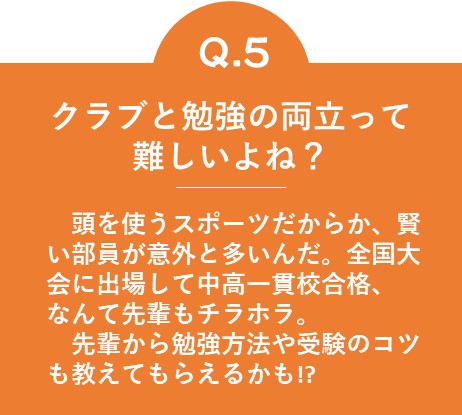 Q.5
クラブと勉強の両立って
難しいよね？
　頭を使うスポーツだからか、賢
い部員が意外と多いんだ。全国大
会に出場して中高一貫校合格、
なんて先輩もチラホラ。
　先輩から勉強方法や受験のコツ
も教えてもらえるかも!?